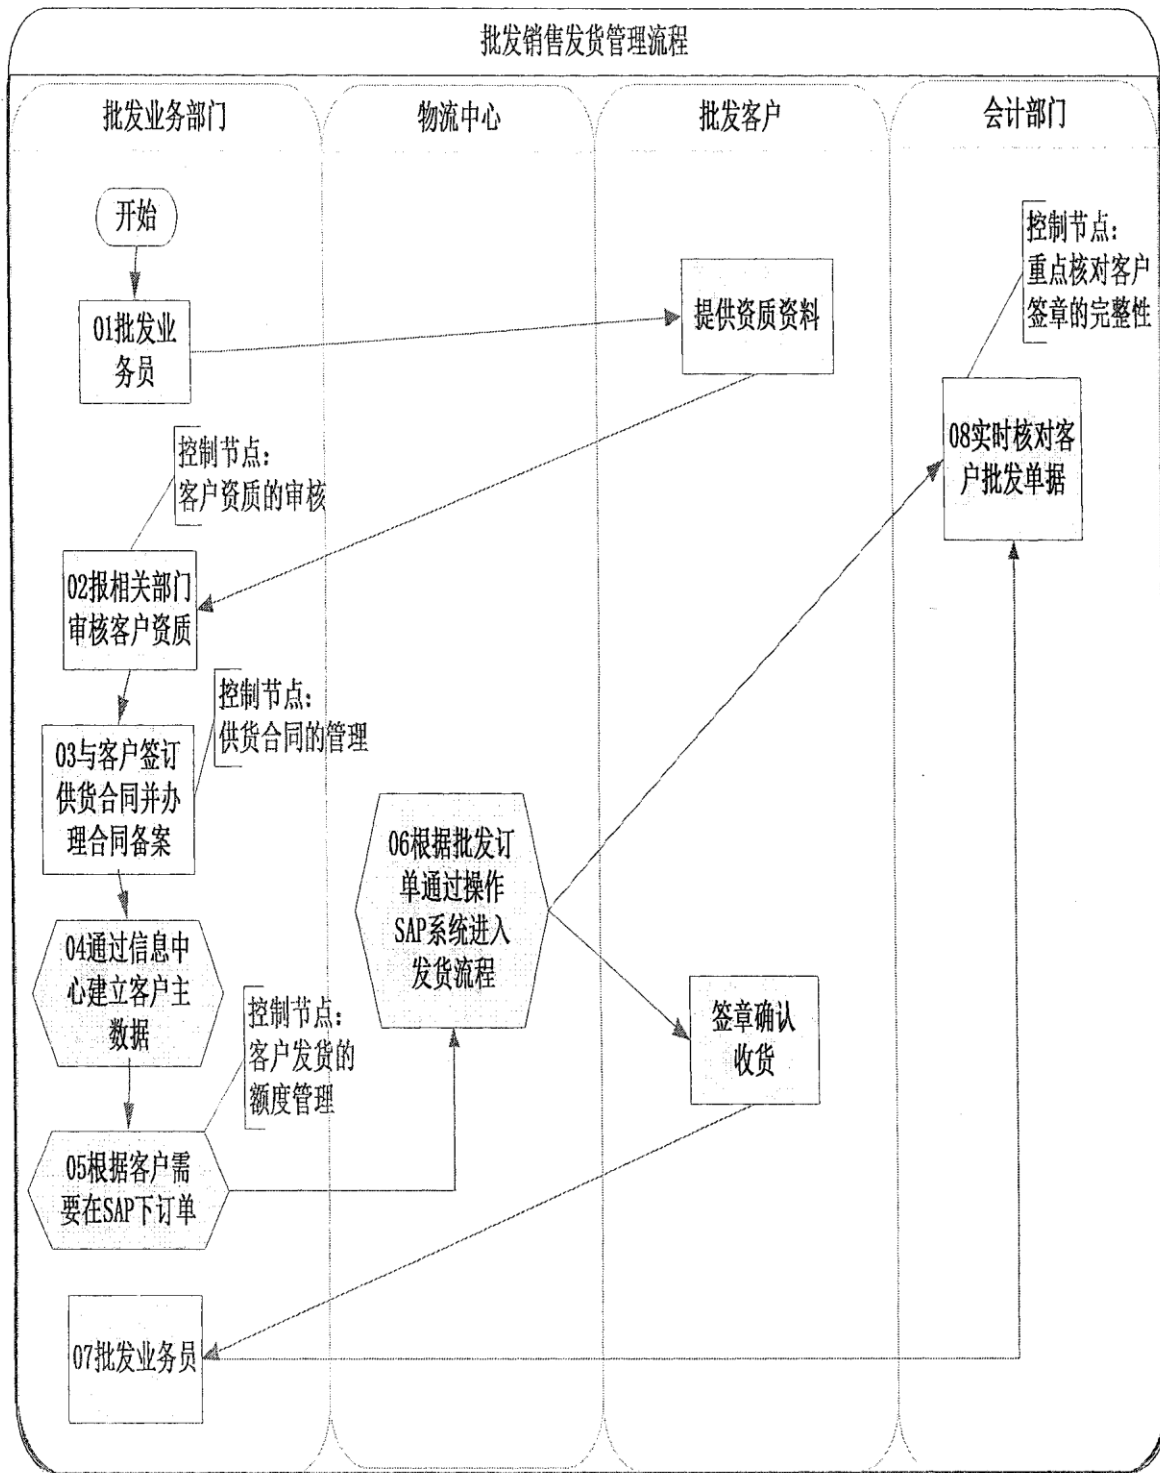 批发销售发货管理流程
批发业务部门
物流中心
批发客户
会计部门
开始
01批发业
务员
提供资质资料
控制节点：
重点核对客户
签章的完整性
控制节点：
客户资质的审核
08实时核对客
户批发单据
02报相关部门
审核客户资质
控制节点：
供货合同的管理
03与客户签订
供货合同并办
理合同备案
04通过信息中
心建立客户主
数据
控制节点：
客户发货的
额度管理
05根据客户需
要在SAP下订单
06根据批发订
单通过操作
SAP系统进入
发货流程
签章确认
收货
07批发业务员